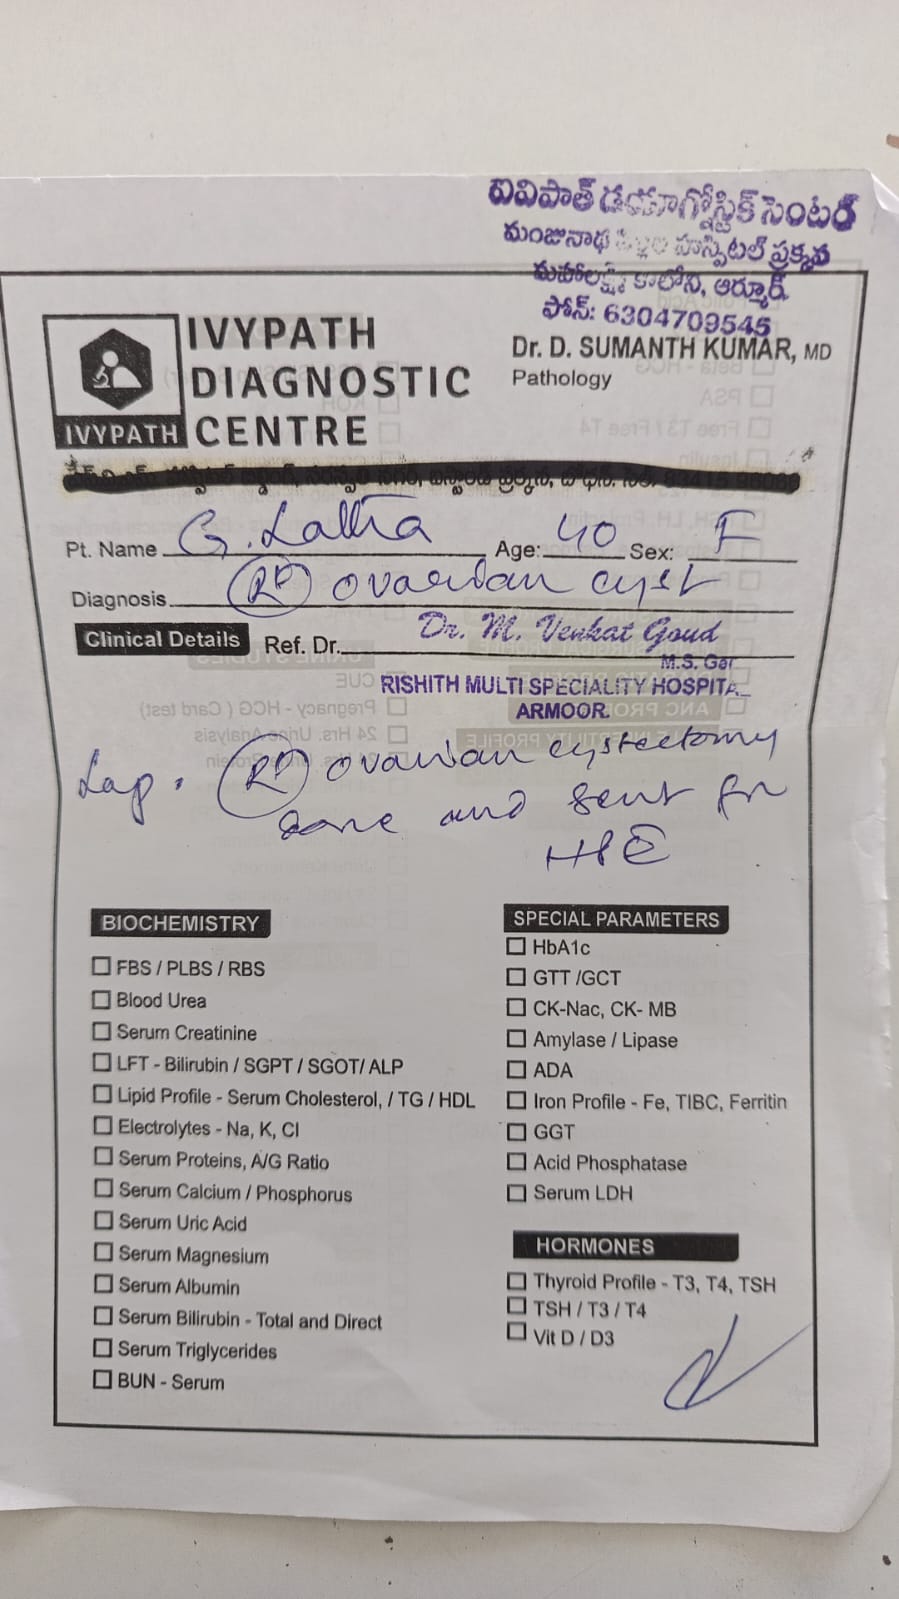 ఐవిపాత్ డయాగ్నోస్టిక్ సెంటర్
మంజునాథ హాస్పిటల్ ప్రక్కన
మహాలక్ష్మి కాలోని, ఆర్మూర్.
ఫోన్: 6304709545
IVYPATH
DIAGNOSTIC
CENTRE
IVYPATH
Dr. D. SUMANTH KUMAR, MD
Pathology
Pt. Name G. Latha Age: 40 Sex: F
Diagnosis (Rt) ovarian cyst
Clinical Details Ref. Dr. Dr. M. Venkat Goud
M.S. Gen
RISHITH MULTI SPECIALITY HOSPITA
ARMOOR.
Lap. (Rt) ovarian cystectomy
done and sent for
HPE
BIOCHEMISTRY
FBS / PLBS / RBS
Blood Urea
Serum Creatinine
LFT - Bilirubin / SGPT / SGOT/ ALP
Lipid Profile - Serum Cholesterol, / TG / HDL
Electrolytes - Na, K, Cl
Serum Proteins, A/G Ratio
Serum Calcium / Phosphorus
Serum Uric Acid
Serum Magnesium
Serum Albumin
Serum Bilirubin - Total and Direct
Serum Triglycerides
BUN - Serum
SPECIAL PARAMETERS
HbA1c
GTT /GCT
CK-Nac, CK- MB
Amylase / Lipase
ADA
Iron Profile - Fe, TIBC, Ferritin
GGT
Acid Phosphatase
Serum LDH
HORMONES
Thyroid Profile - T3, T4, TSH
TSH / T3 / T4
Vit D / D3